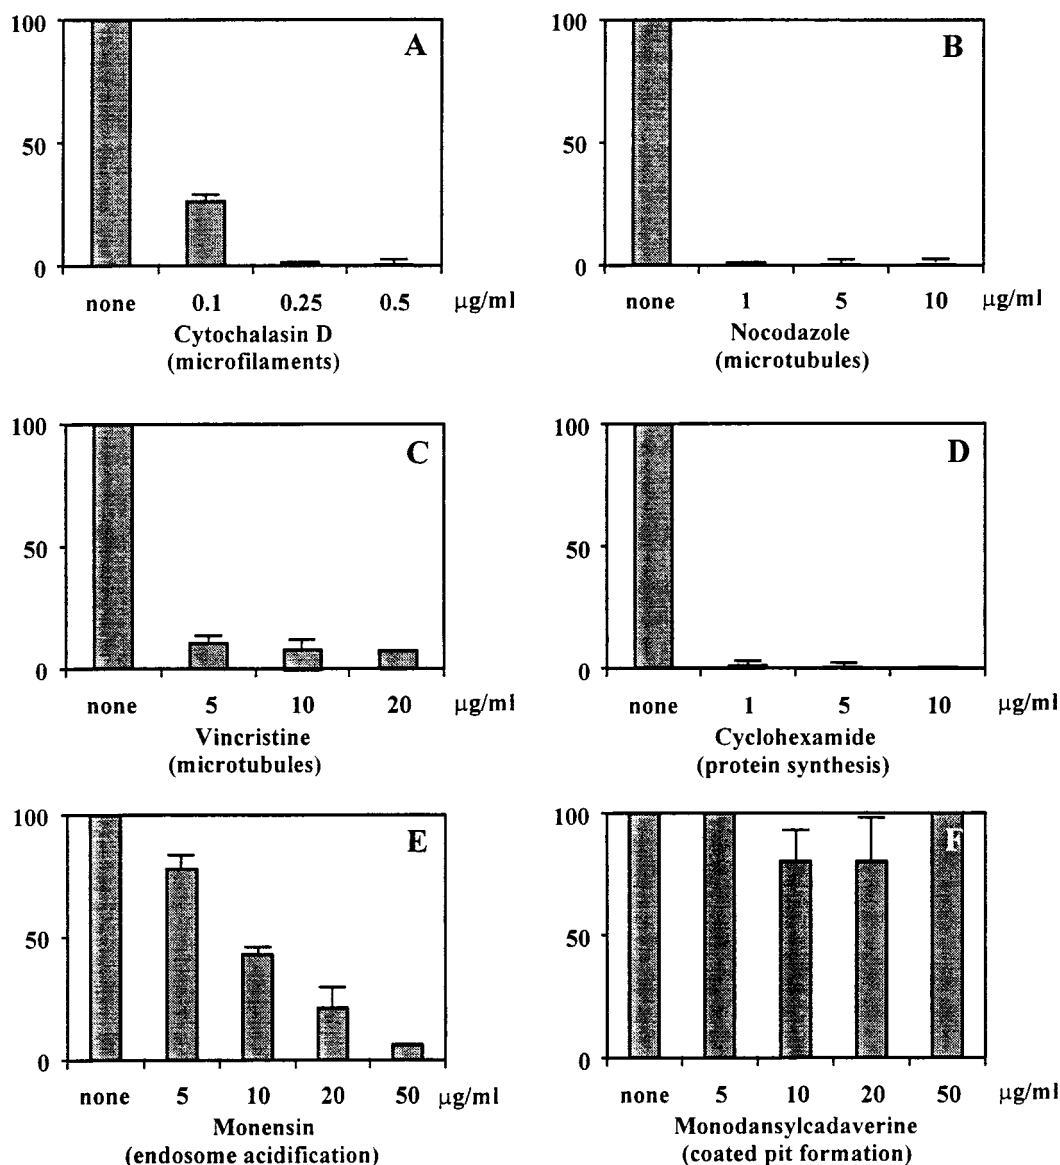 100
A
50
0
none 0.1 0.25 0.5 μg/ml
Cytochalasin D
(microfilaments)
100
B
50
0
none 1 5 10 μg/ml
Nocodazole
(microtubules)
100
C
50
0
none 5 10 20 μg/ml
Vincristine
(microtubules)
100
D
50
0
none 1 5 10 μg/ml
Cyclohexamide
(protein synthesis)
100
E
50
0
none 5 10 20 50 μg/ml
Monensin
(endosome acidification)
100
F
50
0
none 5 10 20 50 μg/ml
Monodansylcadaverine
(coated pit formation)